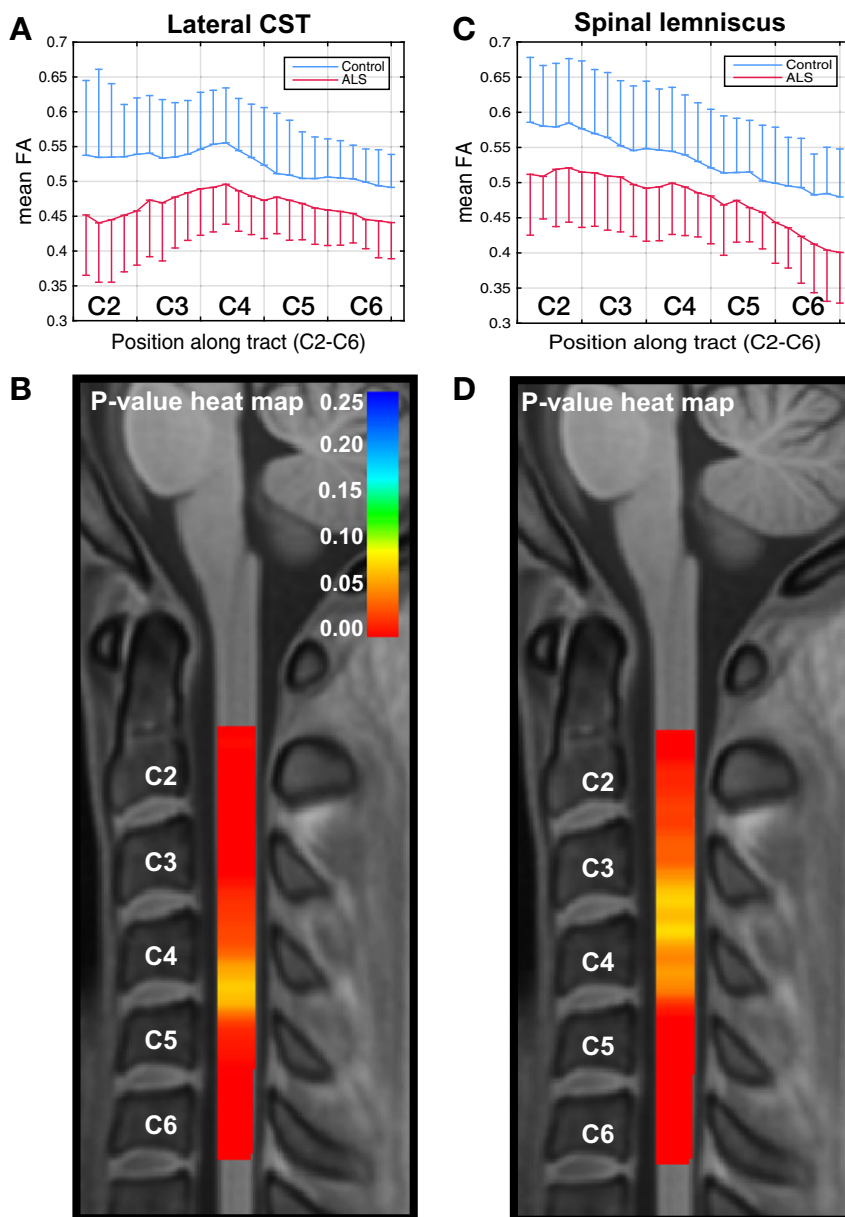 A
Lateral CST
0.7
0.65
0.6
0.55
0.5
0.45
0.4
0.35
0.3
mean FA
Control
ALS
C2 C3 C4 C5 C6
Position along tract (C2-C6)
C
Spinal lemniscus
0.7
0.65
0.6
0.55
0.5
0.45
0.4
0.35
0.3
mean FA
Control
ALS
C2 C3 C4 C5 C6
Position along tract (C2-C6)
B
P-value heat map
0.25
0.20
0.15
0.10
0.05
0.00
C2
C3
C4
C5
C6
D
P-value heat map
C2
C3
C4
C5
C6